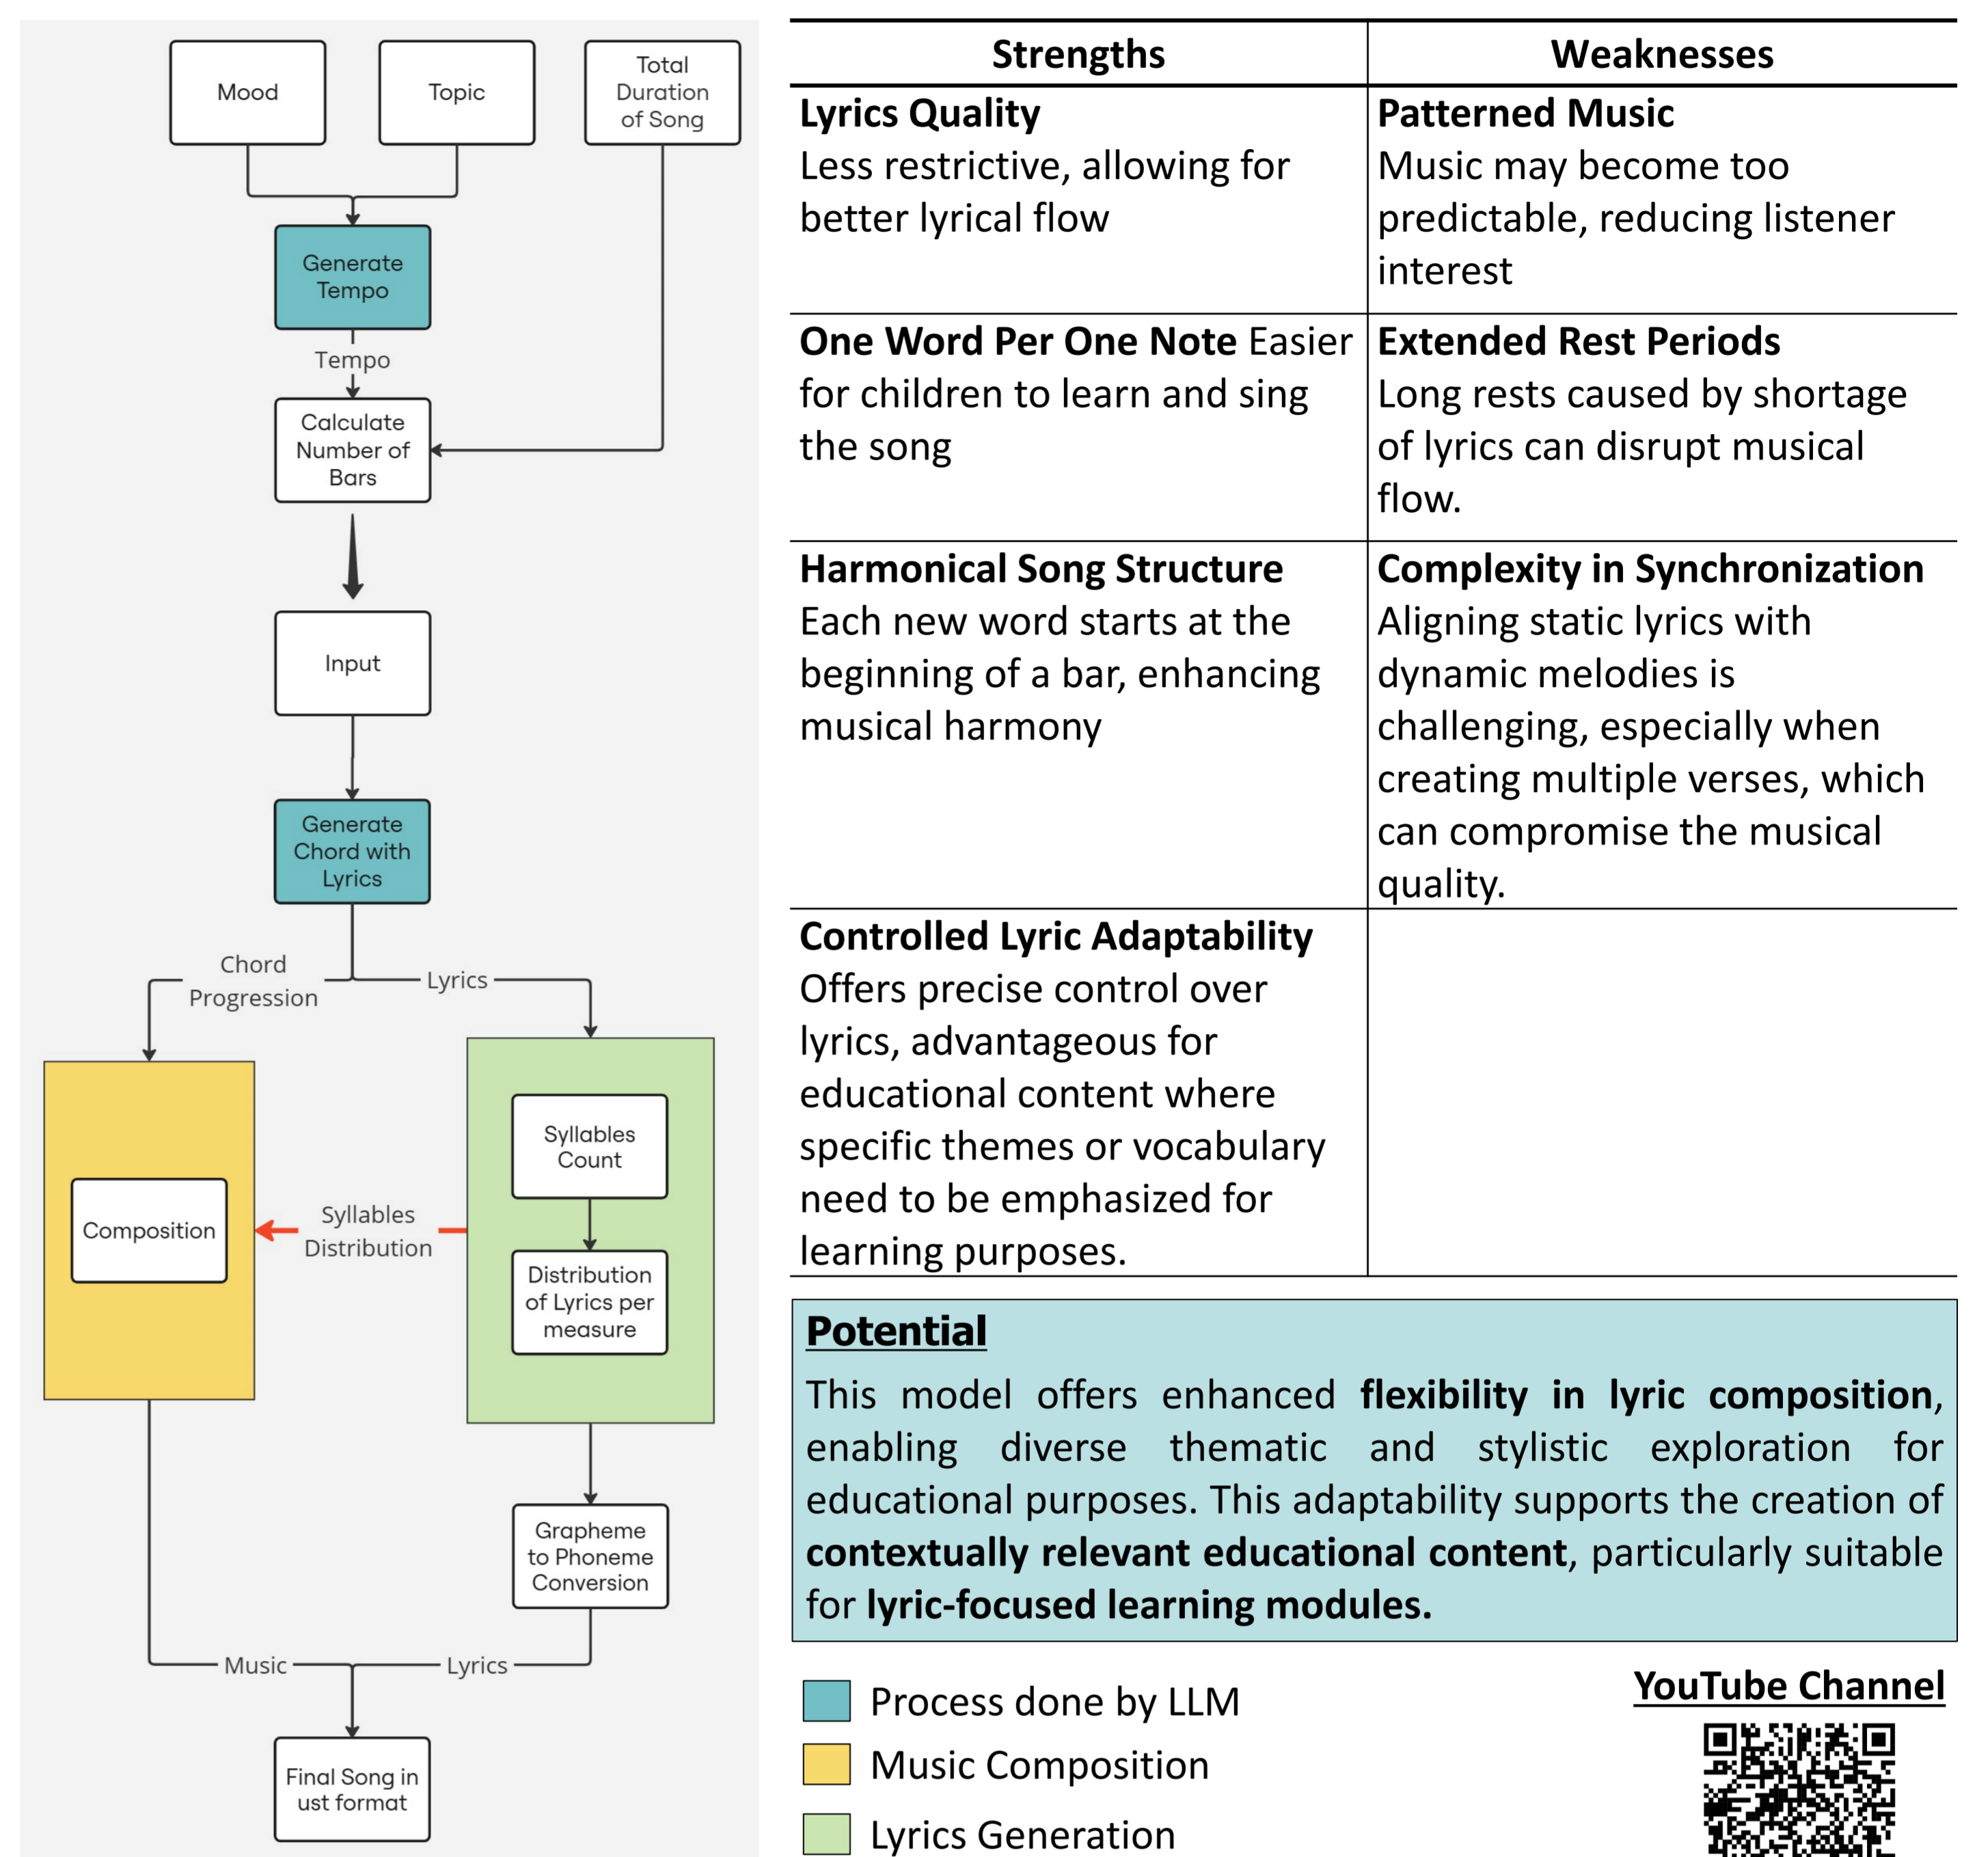 Mood
Topic
Total
Duration
of Song
Generate
Tempo
Tempo
Calculate
Number of
Bars
Input
Generate
Chord with
Lyrics
Chord
Progression
Lyrics
Syllables
Count
Composition
Syllables
Distribution
Distribution
of Lyrics per
measure
Grapheme
to Phoneme
Conversion
Music
Lyrics
Final Song in
ust format
Strengths
Weaknesses
Lyrics Quality
Less restrictive, allowing for
better lyrical flow
Patterned Music
Music may become too
predictable, reducing listener
interest
One Word Per One Note Easier
for children to learn and sing
the song
Extended Rest Periods
Long rests caused by shortage
of lyrics can disrupt musical
flow.
Harmonical Song Structure
Each new word starts at the
beginning of a bar, enhancing
musical harmony
Complexity in Synchronization
Aligning static lyrics with
dynamic melodies is
challenging, especially when
creating multiple verses, which
can compromise the musical
quality.
Controlled Lyric Adaptability
Offers precise control over
lyrics, advantageous for
educational content where
specific themes or vocabulary
need to be emphasized for
learning purposes.
Potential
This model offers enhanced flexibility in lyric composition,
enabling diverse thematic and stylistic exploration for
educational purposes. This adaptability supports the creation of
contextually relevant educational content, particularly suitable
for lyric-focused learning modules.
Process done by LLM
Music Composition
Lyrics Generation
YouTube Channel